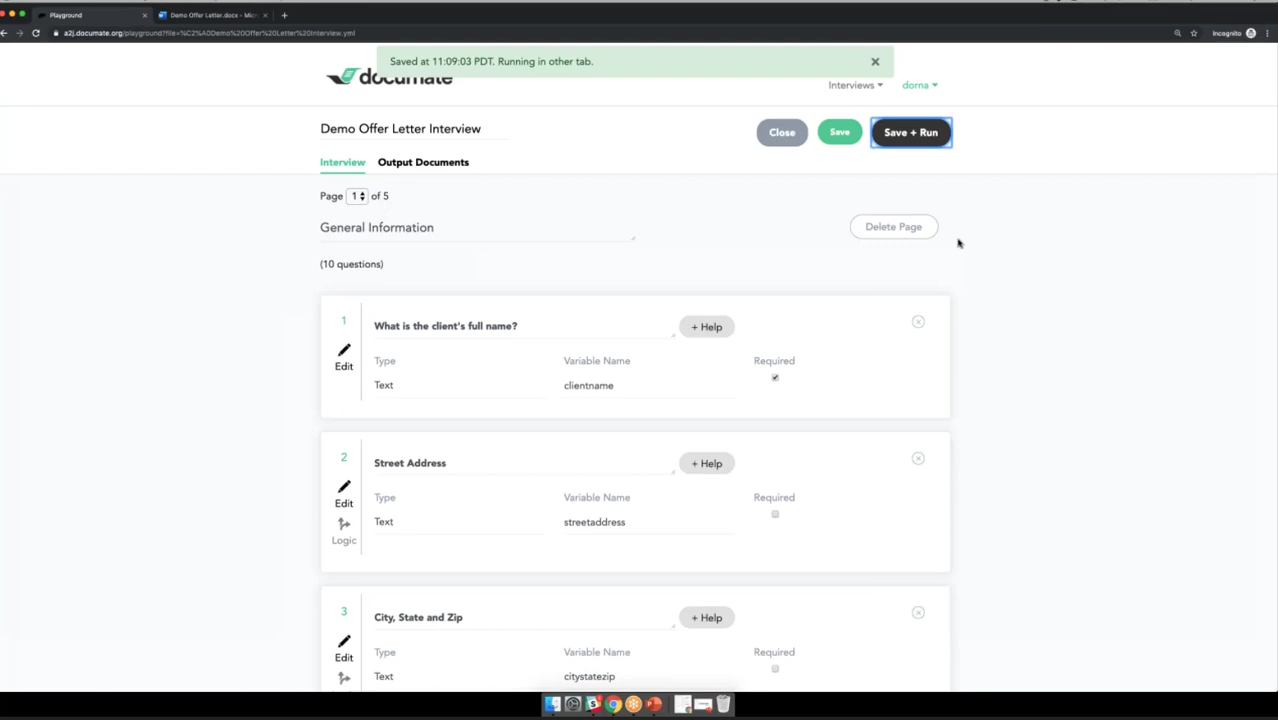 Playground
Demo Offer Letter.docx - Micr
a2j.documate.org/playground?file=%C2%A0Demo%20Offer%20Letter%20Interview.yml
Incognito
Saved at 11:09:03 PDT. Running in other tab.
documate
Interviews
dorna
Demo Offer Letter Interview
Close
Save
Save + Run
Interview
Output Documents
Page 1 of 5
General Information
Delete Page
(10 questions)
1
What is the client's full name?
+ Help
Edit
Type
Variable Name
Required
Text
clientname
2
Street Address
+ Help
Edit
Type
Variable Name
Required
Text
streetaddress
Logic
3
City, State and Zip
+ Help
Edit
Type
Variable Name
Required
Text
citystatezip